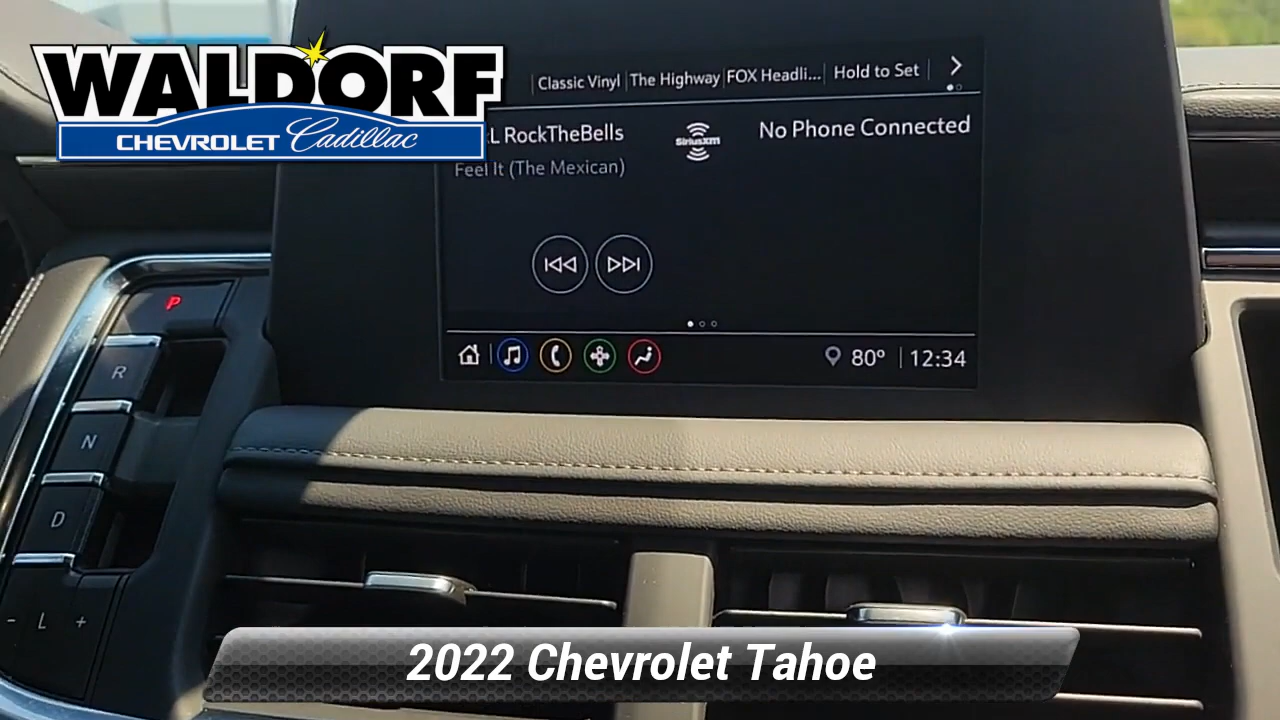 WALDORF
CHEVROLET Cadillac
Classic Vinyl The Highway FOX Headli... Hold to Set
RockTheBells
SiriusXM
No Phone Connected
Feel It (The Mexican)
P
R
N
D
- L +
80° 12:34
2022 Chevrolet Tahoe